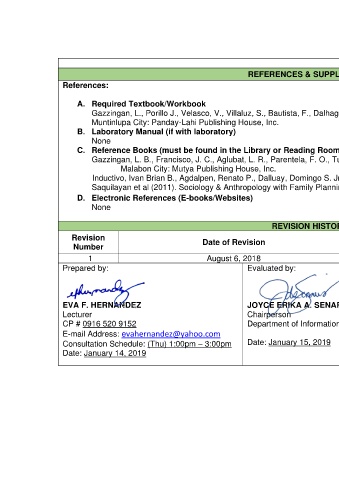 REFERENCES & SUPPL
References:
A. Required Textbook/Workbook
Gazzingan, L., Porillo J., Velasco, V., Villaluz, S., Bautista, F., Dalhag
Muntinlupa City: Panday-Lahi Publishing House, Inc.
B. Laboratory Manual (if with laboratory)
None
C. Reference Books (must be found in the Library or Reading Room
Gazzingan, L. B., Francisco, J. C., Aglubat, L. R., Parentela, F. O., Tu
Malabon City: Mutya Publishing House, Inc.
Inductivo, Ivan Brian B., Agdalpen, Renato P., Dalluay, Domingo S. J
Saquilayan et al (2011). Sociology & Anthropology with Family Planni
D. Electronic References (E-books/Websites)
None
REVISION HISTO
Revision Number
Date of Revision
1
August 6, 2018
Prepared by:
Evaluated by:
EVA F. HERNANDEZ
JOYCE ERIKA A. SENAR
Lecturer
Chairperson
CP # 0916 520 9152
Department of Information
E-mail Address: evahernandez@yahoo.com
Consultation Schedule: (Thu) 1:00pm – 3:00pm
Date: January 15, 2019
Date: January 14, 2019